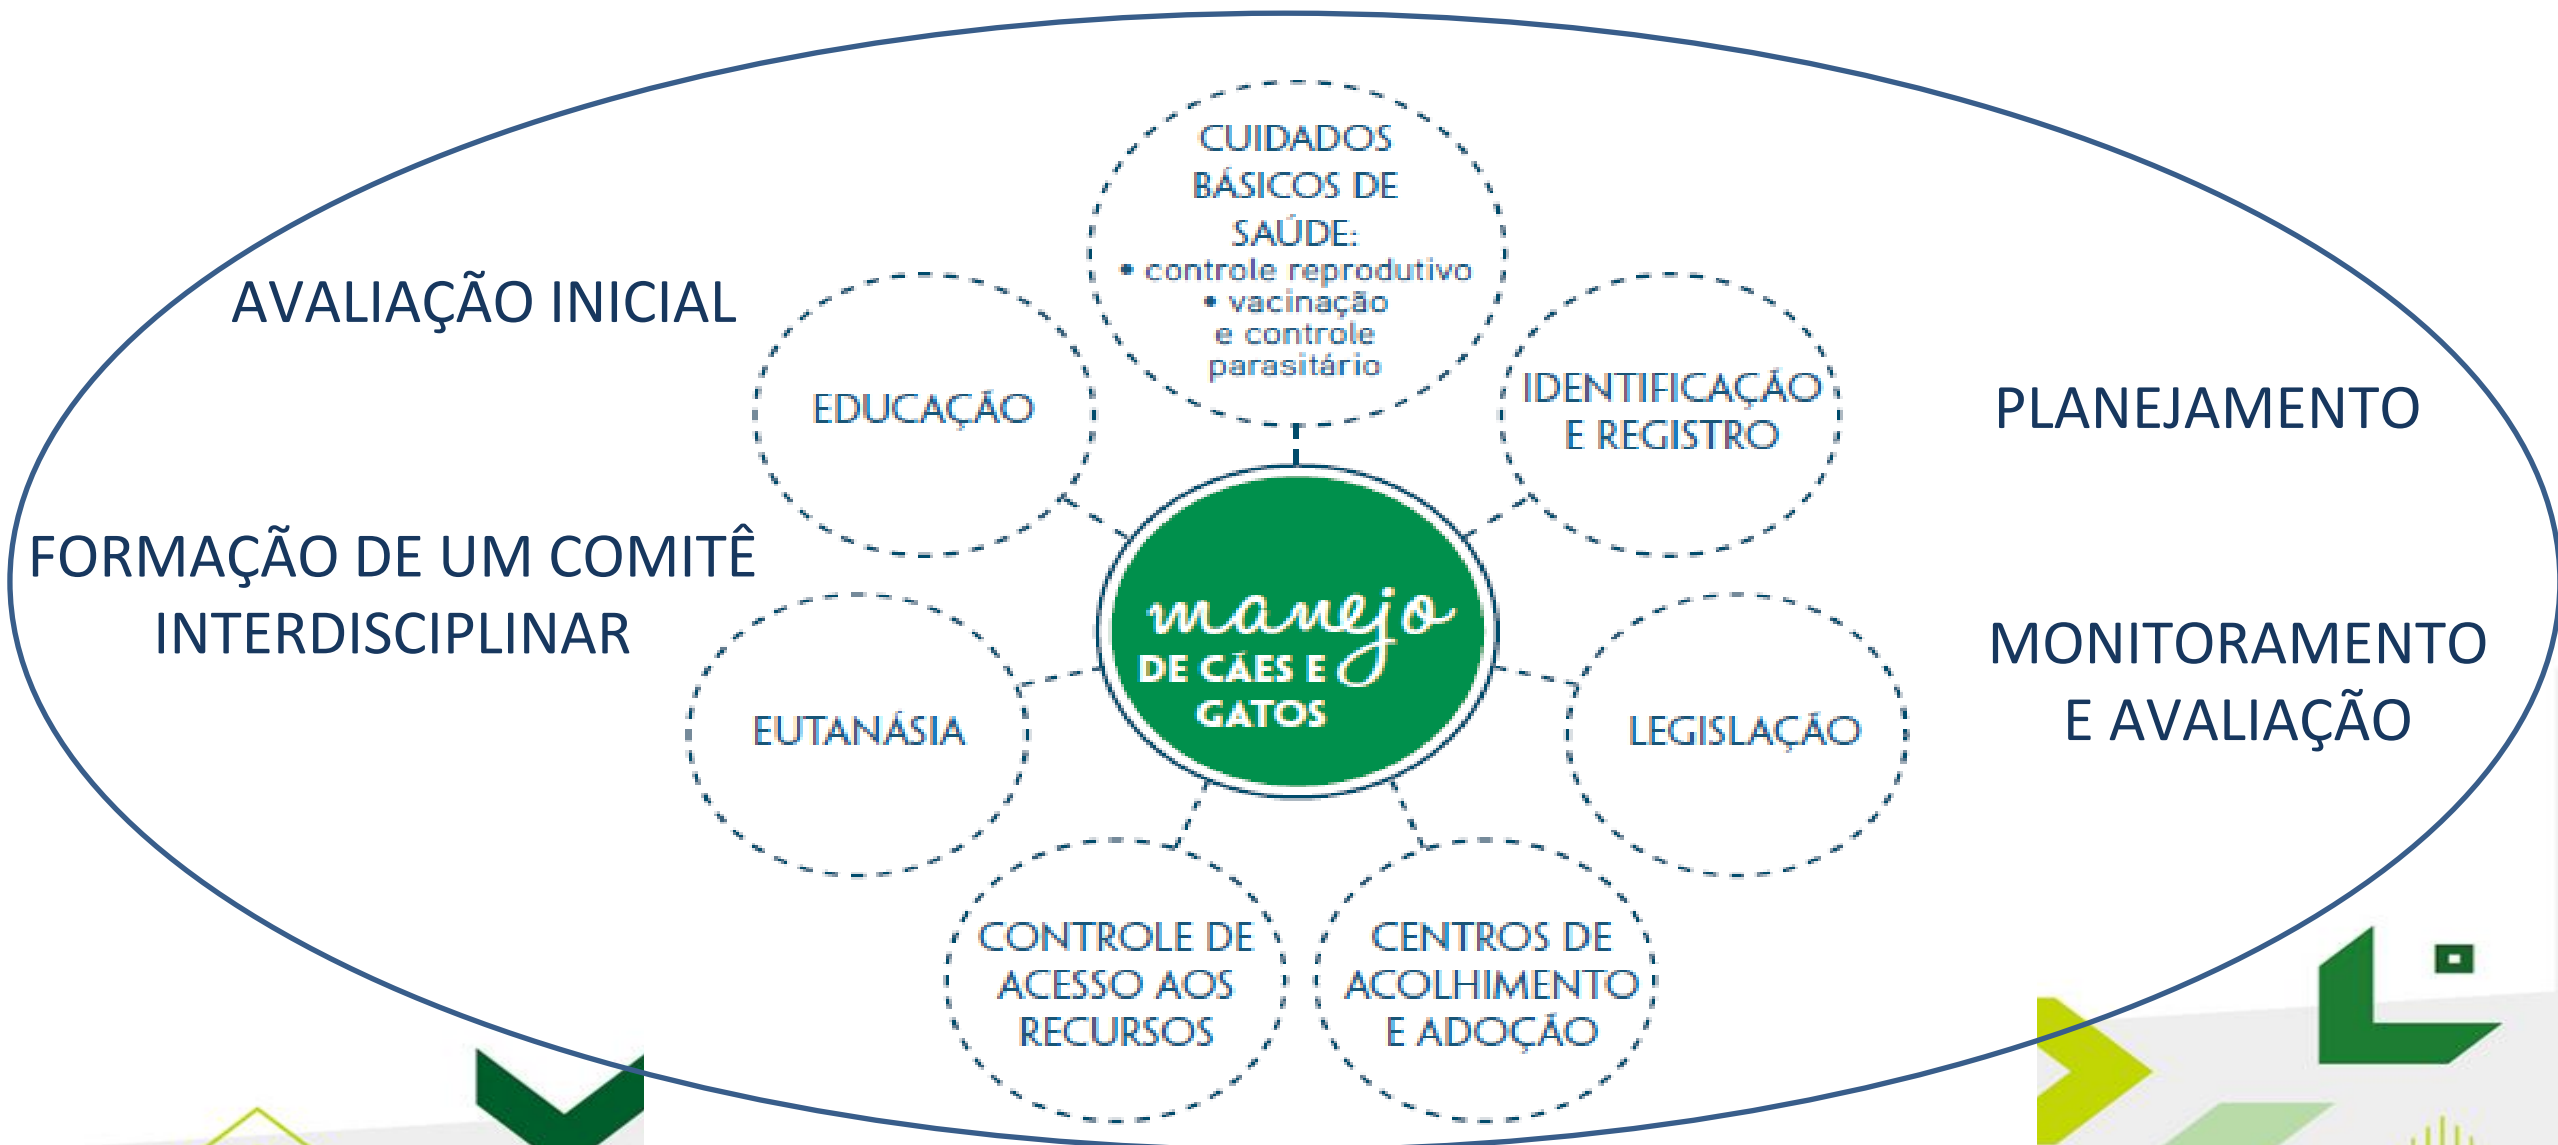 CUIDADOS
BÁSICOS DE
SAÚDE:
• controle reprodutivo
• vacinação
e controle
parasitário
AVALIAÇÃO INICIAL
EDUCAÇÃO
IDENTIFICAÇÃO
E REGISTRO
PLANEJAMENTO
FORMAÇÃO DE UM COMITÊ
INTERDISCIPLINAR
manejo
DE CÃES E
GATOS
MONITORAMENTO
E AVALIAÇÃO
EUTANÁSIA
LEGISLAÇÃO
CONTROLE DE
ACESSO AOS
RECURSOS
CENTROS DE
ACOLHIMENTO
E ADOÇÃO